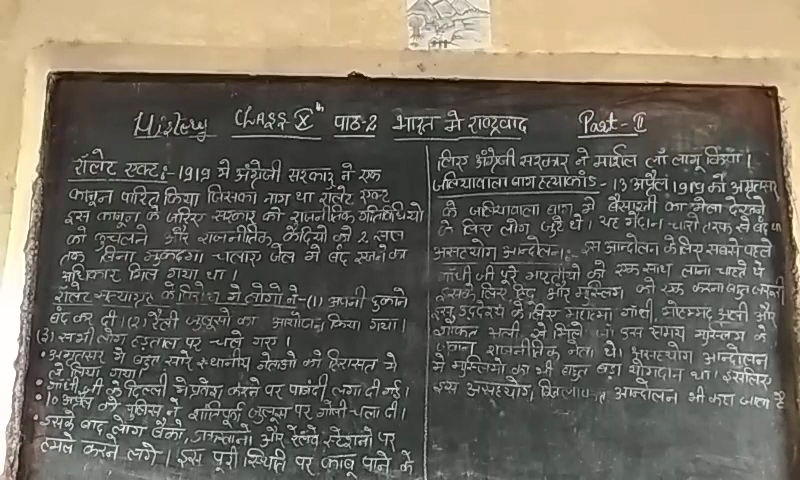 History Class Xth पाठ-2 भारत मे राष्ट्रवाद Part-II
रॉलेट एक्ट:- 1919 मे अंग्रेजी सरकार ने एक
कानून पारित किया जिसका नाम था रॉलेट एक्ट
इस कानून के जरिए सरकार को राजनीतिक गतिविधियो
को कुचलने और राजनीतिक कैदियो को 2 साल
तक बिना मुकदमा चलाए जेल मे बंद रखने का
अधिकार मिल गया था।
रॉलेट सत्याग्रह के विरोध मे लोगो ने- (1) अपनी दुकाने
बंद कर दी। (2) रैली जुलूसो का आयोजन किया गया।
(3) सभी लोग हड़ताल पर चले गए।
• अमृतसर मे बहुत सारे स्थानीय नेताओ को हिरासत मे
ले लिया गया।
• गांधी जी के दिल्ली मे प्रवेश करने पर पाबंदी लगा दी गई।
• 10 अप्रैल को पुलिस ने शांतिपूर्ण जुलूस पर गोली चला दी।
• उसके बाद लोग बैंको, डाकखानो और रेलवे स्टेशनो पर
हमले करने लगे। इस पूरी स्थिति पर काबू पाने के
लिए अंग्रेजी सरकार ने मार्शल लॉ लागू किया।
जलियावाला बाग हत्याकांड- 13 अप्रैल 1919 को अमृतसर
के जलियावाला बाग मे बैसाखी का मेला देखने
के लिए लोग जुटे थे। यह मैदान चारो तरफ से बंद था
असहयोग आन्दोलन:- इस आन्दोलन के लिए सबसे पहले
गाँधी जी पूरे भारतीयो को एक साथ लाना चाहते थे
इसके लिए हिंदू और मुस्लिम को एक करना बहुत जरूरी
इस उद्देश्य के लिए महात्मा गाँधी, मोहम्मद अली और
शौकत अली से मिले जो उस समय मुस्लिम के
राजनीतिक नेता थे। असहयोग आन्दोलन
मे मुस्लिमो का भी बहुत बड़ा योगदान था। इसलिए
इस असहयोग खिलाफत आन्दोलन भी कहा जाता है